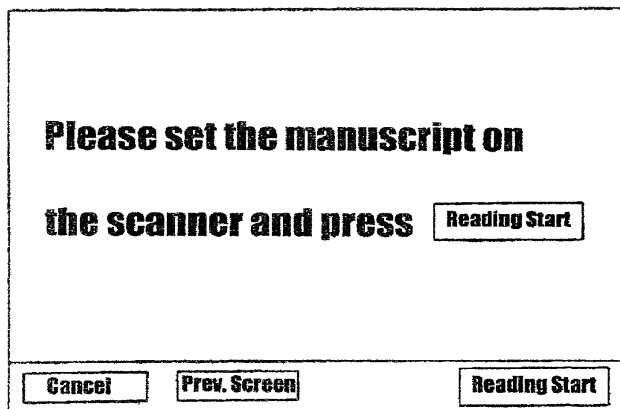 Please set the manuscript on
the scanner and press Reading Start
Cancel Prev. Screen Reading Start